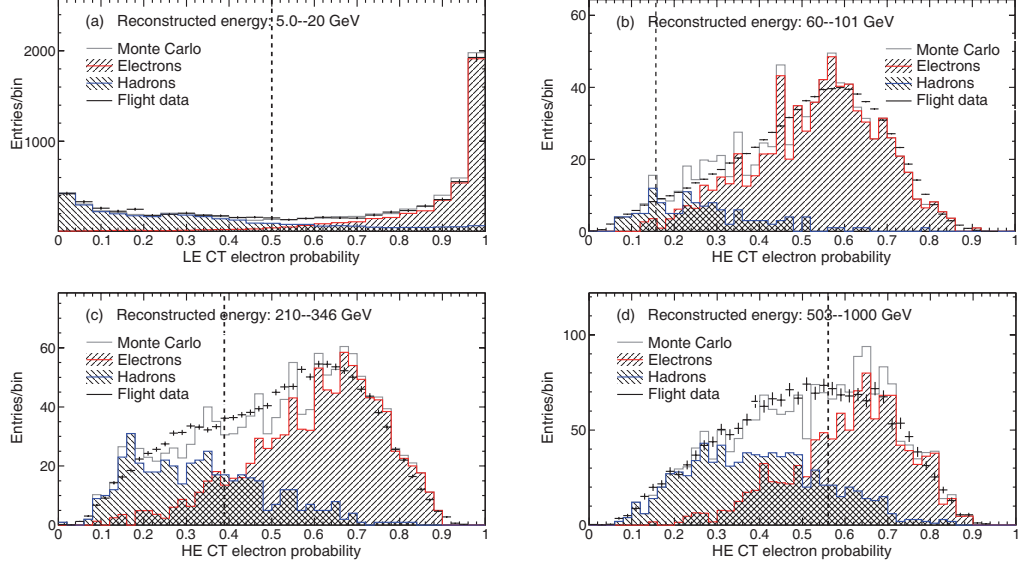 (a) Reconstructed energy: 5.0--20 GeV
Monte Carlo
Electrons
Hadrons
Flight data
2000
1000
0
Entries/bin
0 0.1 0.2 0.3 0.4 0.5 0.6 0.7 0.8 0.9 1
LE CT electron probability
(b) Reconstructed energy: 60--101 GeV
Monte Carlo
Electrons
Hadrons
Flight data
60
40
20
0
Entries/bin
0 0.1 0.2 0.3 0.4 0.5 0.6 0.7 0.8 0.9 1
HE CT electron probability
(c) Reconstructed energy: 210--346 GeV
Monte Carlo
Electrons
Hadrons
Flight data
60
40
20
0
Entries/bin
0 0.1 0.2 0.3 0.4 0.5 0.6 0.7 0.8 0.9 1
HE CT electron probability
(d) Reconstructed energy: 503--1000 GeV
Monte Carlo
Electrons
Hadrons
Flight data
100
50
0
Entries/bin
0 0.1 0.2 0.3 0.4 0.5 0.6 0.7 0.8 0.9 1
HE CT electron probability